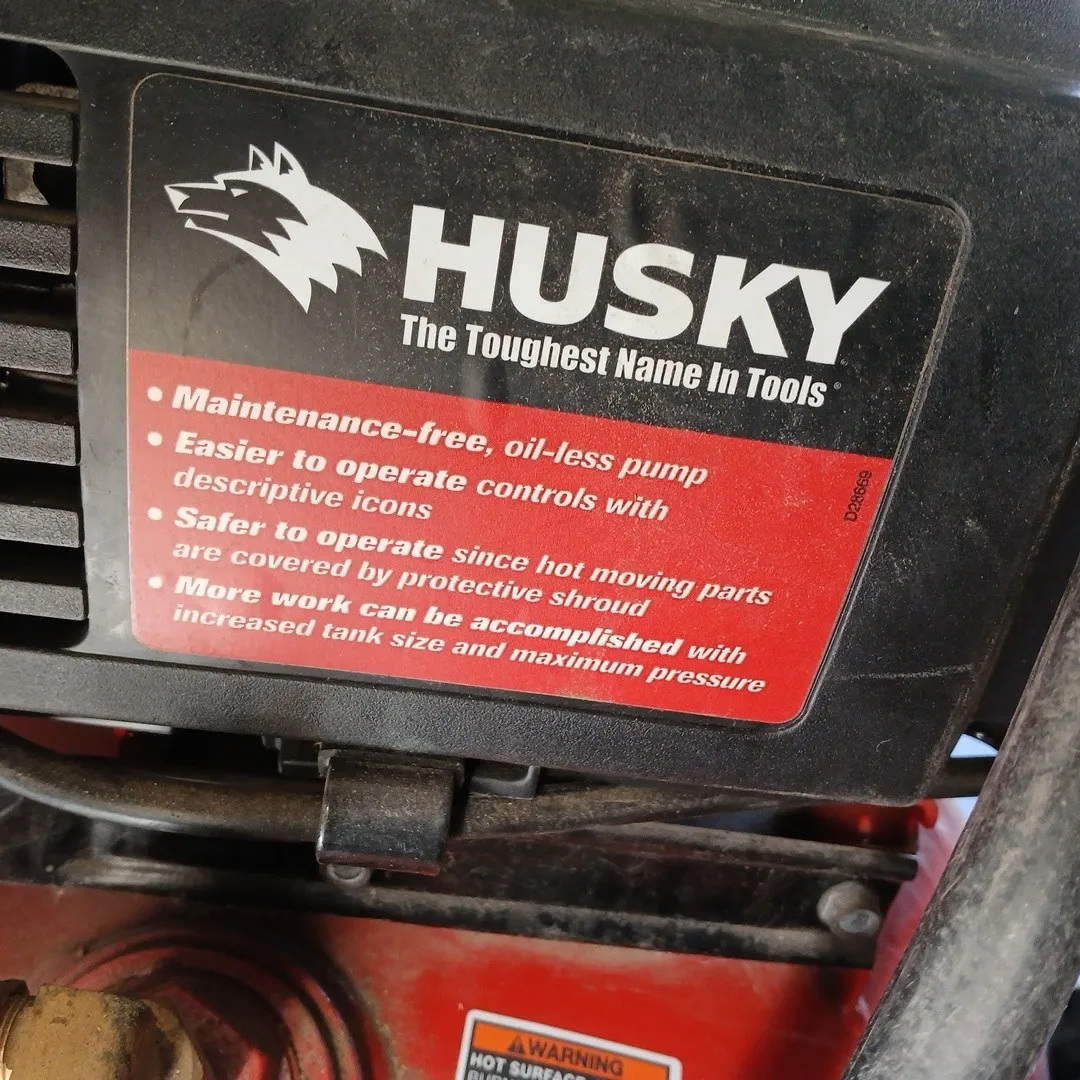 HUSKY
The Toughest Name In Tools®
• Maintenance-free, oil-less pump
• Easier to operate controls with
descriptive icons
• Safer to operate since hot moving parts
are covered by protective shroud
• More work can be accomplished with
increased tank size and maximum pressure
D28669
WARNING
HOT SURFACE